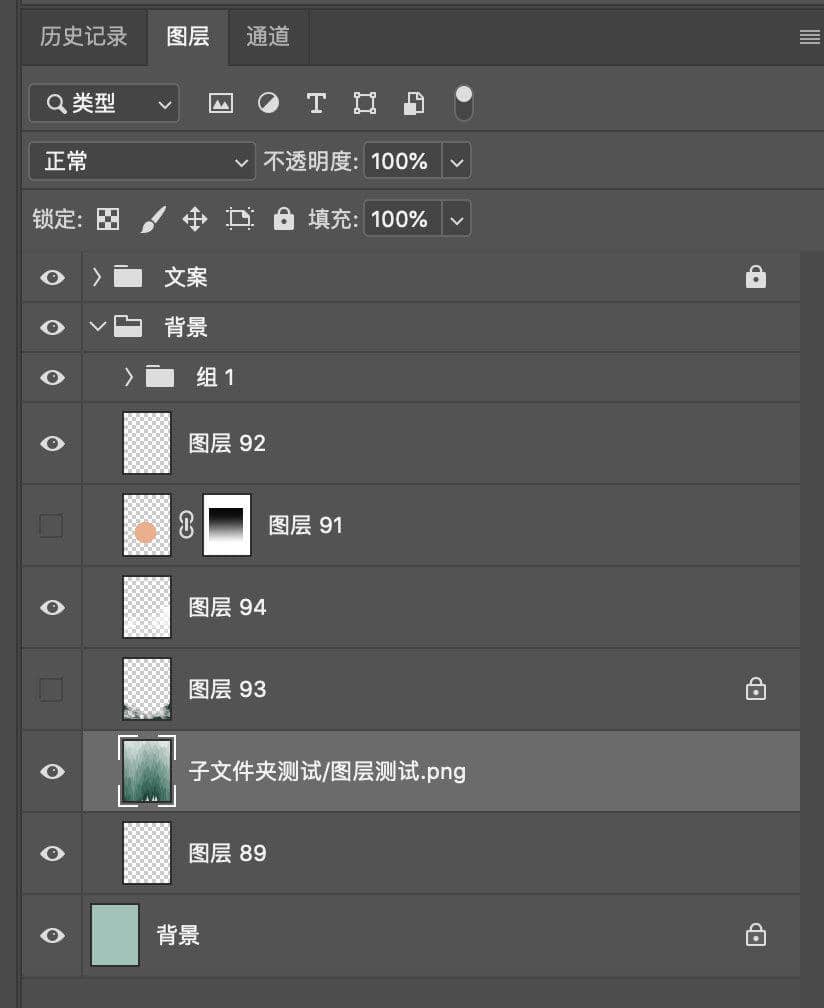 历史记录 图层 通道
类型
正常 不透明度: 100%
锁定: 填充: 100%
文案
背景
组 1
图层 92
图层 91
图层 94
图层 93
子文件夹测试/图层测试.png
图层 89
背景